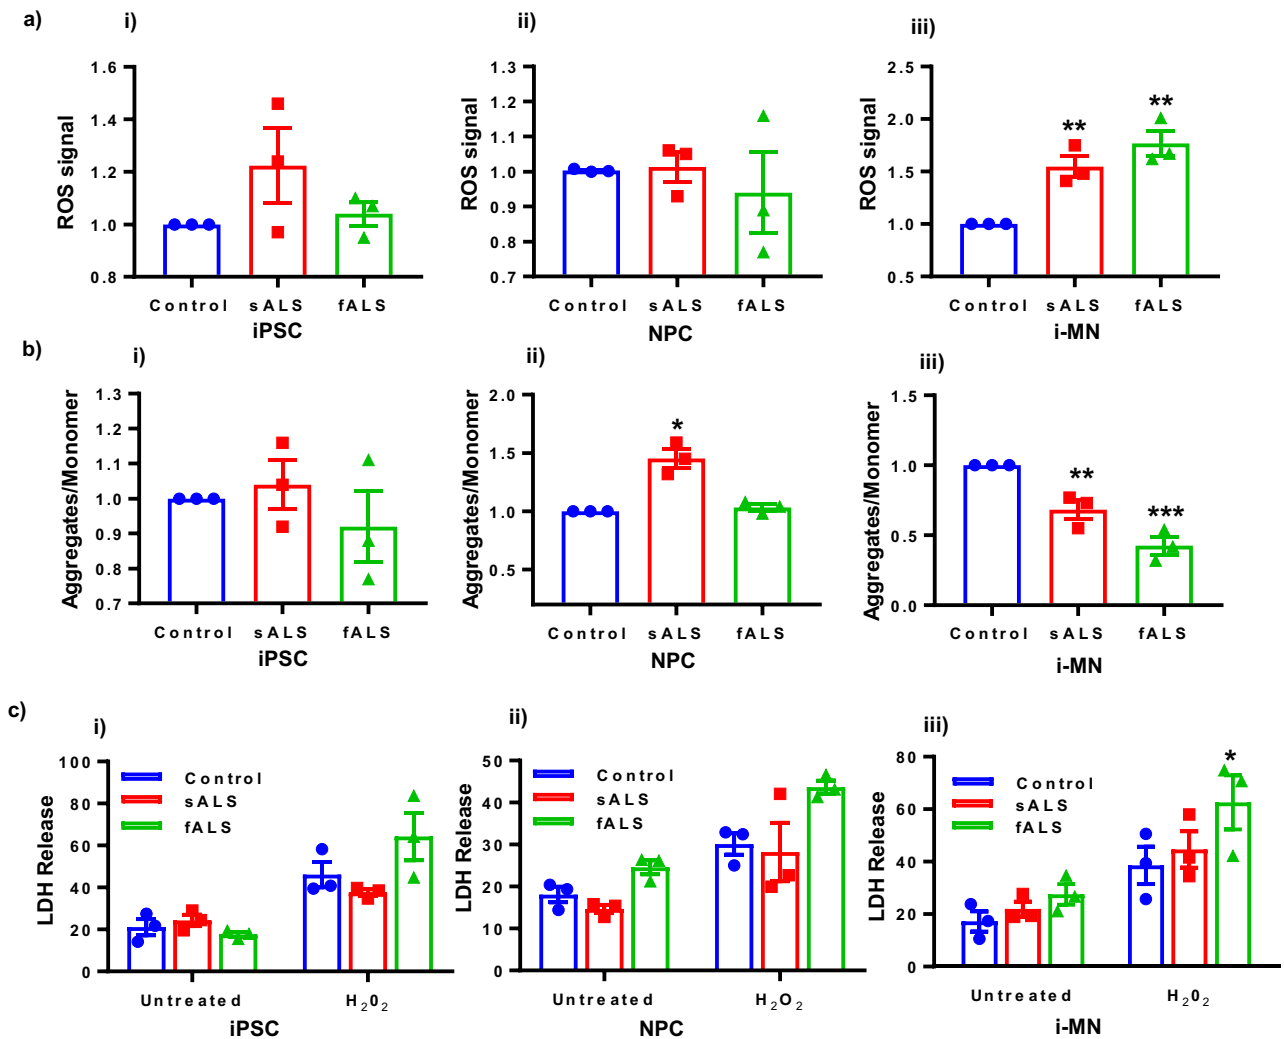 a)
i)
ii)
iii)
ROS signal
1.6
1.4
1.2
1.0
0.8
Control sALS fALS
iPSC
ROS signal
1.3
1.2
1.1
1.0
0.9
0.8
0.7
Control sALS fALS
NPC
ROS signal
2.5
2.0
1.5
1.0
0.5
**
**
Control sALS fALS
i-MN
b)
i)
ii)
iii)
Aggregates/Monomer
1.3
1.2
1.1
1.0
0.9
0.8
0.7
Control sALS fALS
iPSC
Aggregates/Monomer
2.0
1.5
1.0
0.5
*
Control sALS fALS
NPC
Aggregates/Monomer
1.5
1.0
0.5
0.0
**
***
Control sALS fALS
i-MN
c)
i)
ii)
iii)
LDH Release
100
80
60
40
20
0
Control
sALS
fALS
Untreated H₂0₂
iPSC
LDH Release
50
40
30
20
10
0
Control
sALS
fALS
Untreated H₂O₂
NPC
LDH Release
80
60
40
20
0
Control
sALS
fALS
*
Untreated H₂0₂
i-MN